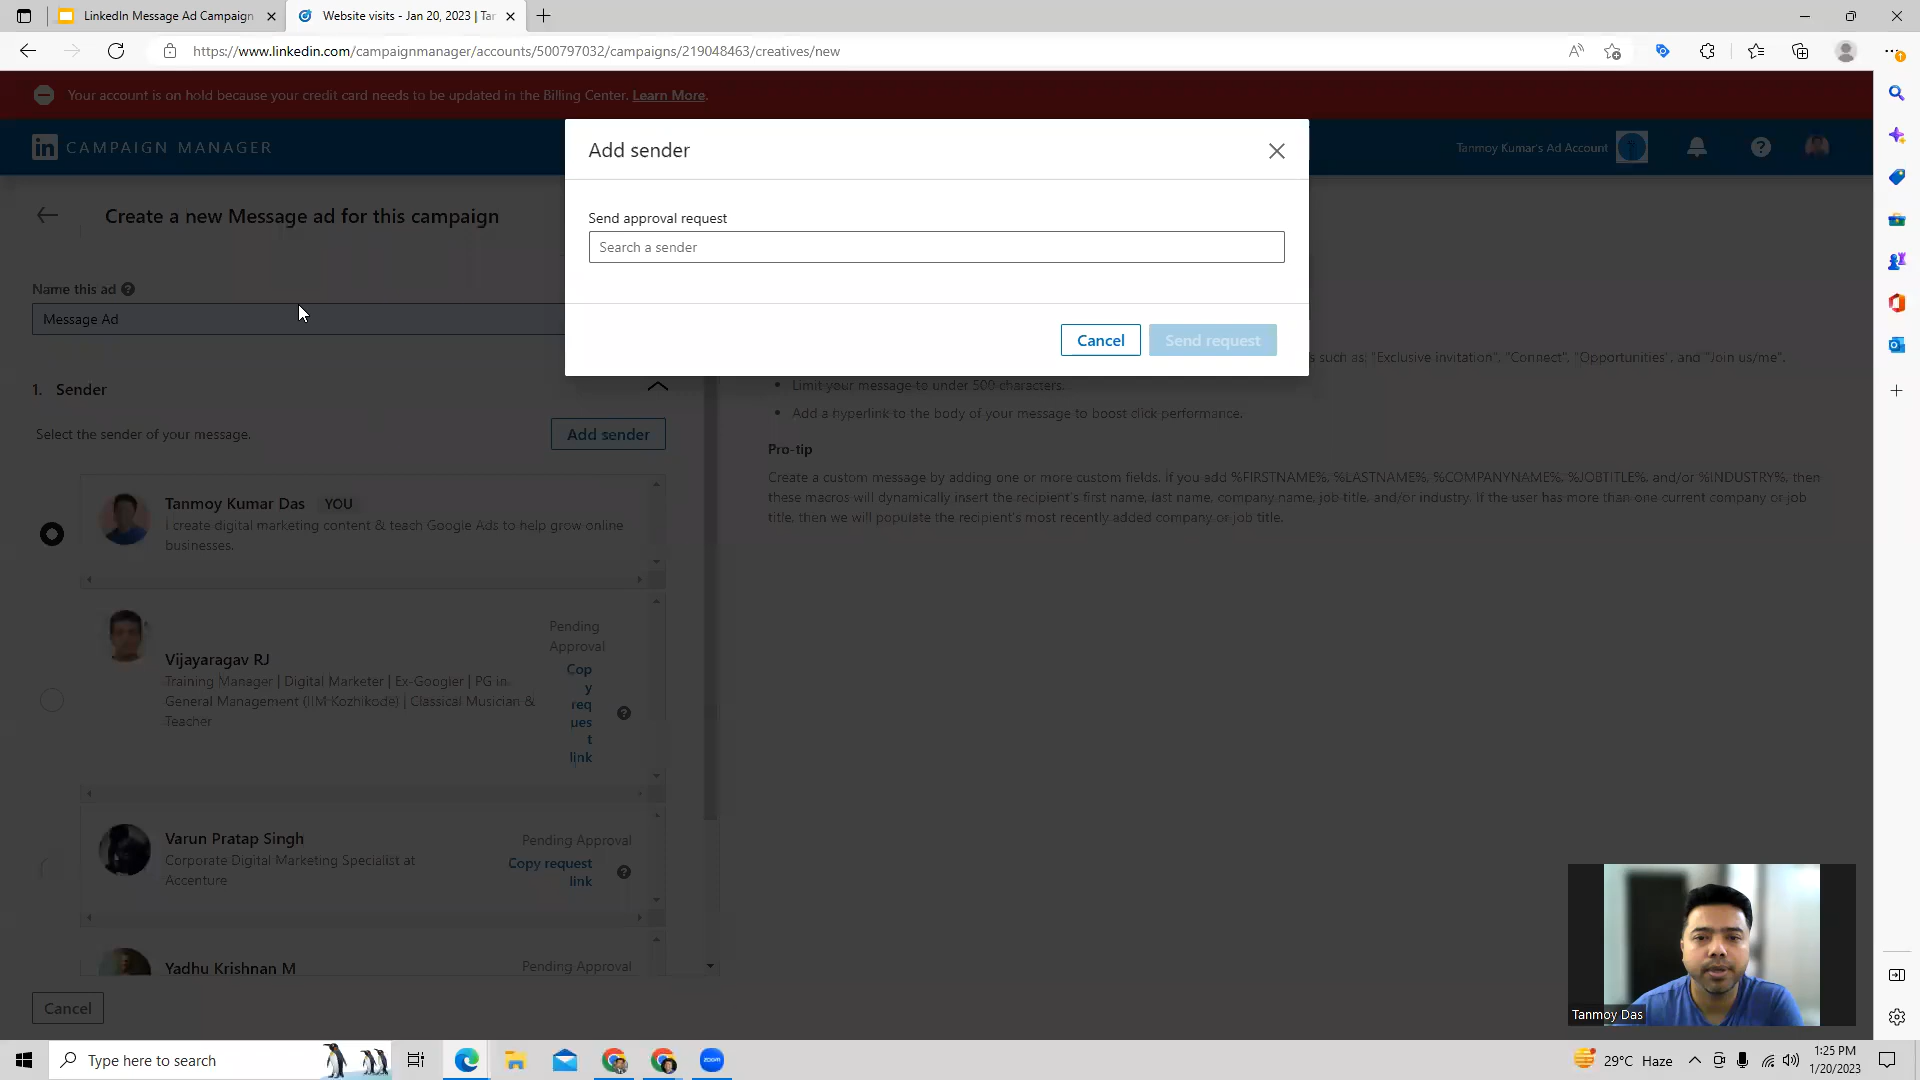 LinkedIn Message Ad Campaign
Website visits - Jan 20, 2023 | Tar
https://www.linkedin.com/campaignmanager/accounts/500797032/campaigns/219048463/creatives/new
Your account is on hold because your credit card needs to be updated in the Billing Center. Learn More.
in CAMPAIGN MANAGER
Tanmoy Kumar's Ad Account
Add sender
Send approval request
Search a sender
Cancel
Send request
Create a new Message ad for this campaign
Name this ad
Message Ad
1. Sender
Select the sender of your message.
Add sender
Tanmoy Kumar Das YOU
I create digital marketing content & teach Google Ads to help grow online
businesses.
Vijayaragav RJ
Training Manager | Digital Marketer | Ex-Googler | PG in
General Management (IIM Kozhikode) | Classical Musician &
Teacher
Pending
Approval
Cop
y
req
ues
t
link
Varun Pratap Singh
Corporate Digital Marketing Specialist at
Accenture
Pending Approval
Copy request
link
Yadhu Krishnan M
Pending Approval
Cancel
such as; "Exclusive invitation", "Connect", "Opportunities", and "Join us/me".
• Limit your message to under 500 characters.
• Add a hyperlink to the body of your message to boost click performance.
Pro-tip
Create a custom message by adding one or more custom fields. If you add %FIRSTNAME%, %LASTNAME%, %COMPANYNAME%, %JOBTITLE%, and/or %INDUSTRY%, then
these macros will dynamically insert the recipient's first name, last name, company name, job title, and/or industry. If the user has more than one current company or job
title, then we will populate the recipient's most recently added company or job title.
Tanmoy Das
Type here to search
zoom
29°C Haze
1:25 PM
1/20/2023